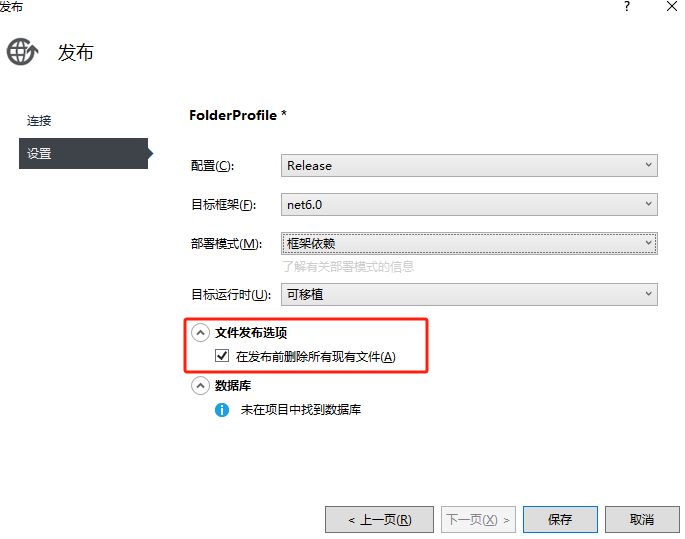 发布
?
发布
连接
设置
FolderProfile *
配置(C): Release
目标框架(F): net6.0
部署模式(M): 框架依赖
了解有关部署模式的信息
目标运行时(U): 可移植
文件发布选项
在发布前删除所有现有文件(A)
数据库
未在项目中找到数据库
< 上一页(R) 下一页(X) > 保存 取消